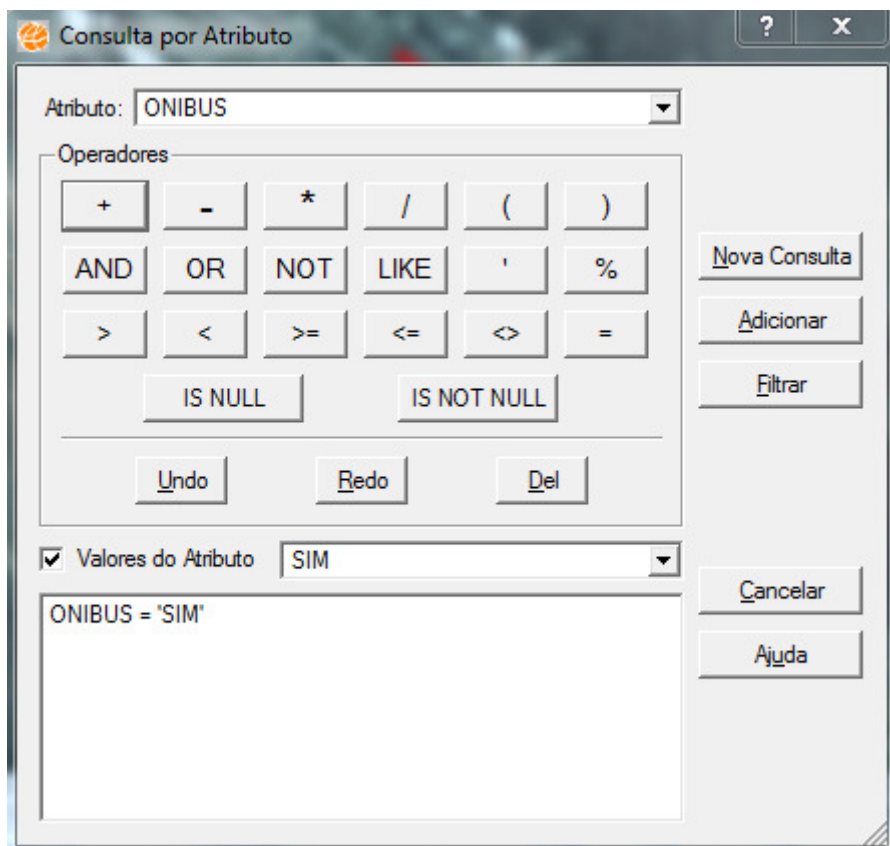 Consulta por Atributo
? X
Atributo: ONIBUS
Operadores
+ - * / ( )
AND OR NOT LIKE ' %
> < >= <= <> =
IS NULL IS NOT NULL
Undo Redo Del
Valores do Atributo SIM
ONIBUS = 'SIM'
Nova Consulta
Adicionar
Filtrar
Cancelar
Ajuda